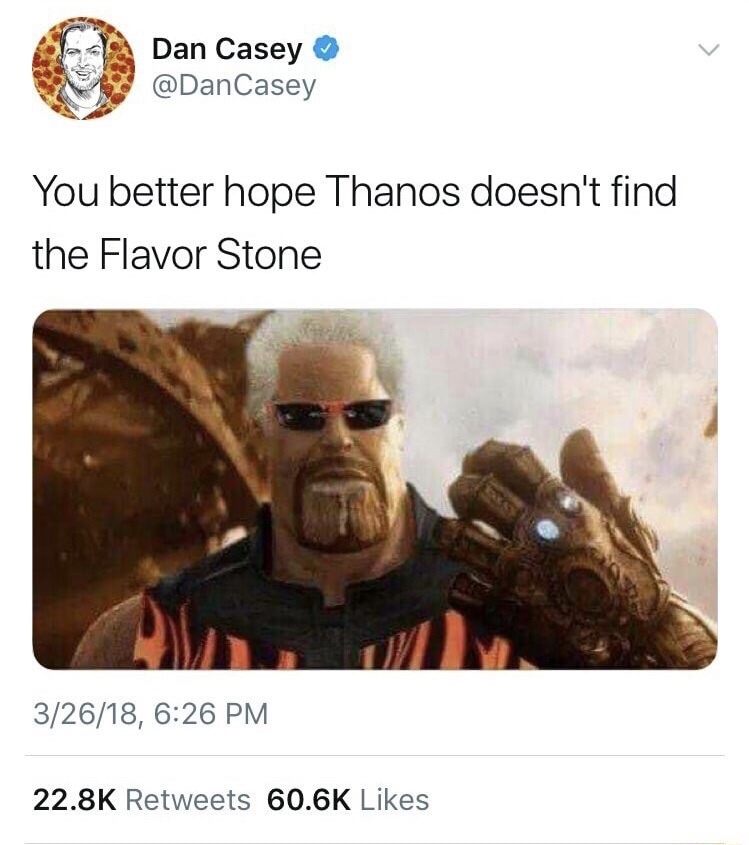 Dan Casey
@DanCasey
You better hope Thanos doesn't find
the Flavor Stone
3/26/18, 6:26 PM
22.8K Retweets 60.6K Likes